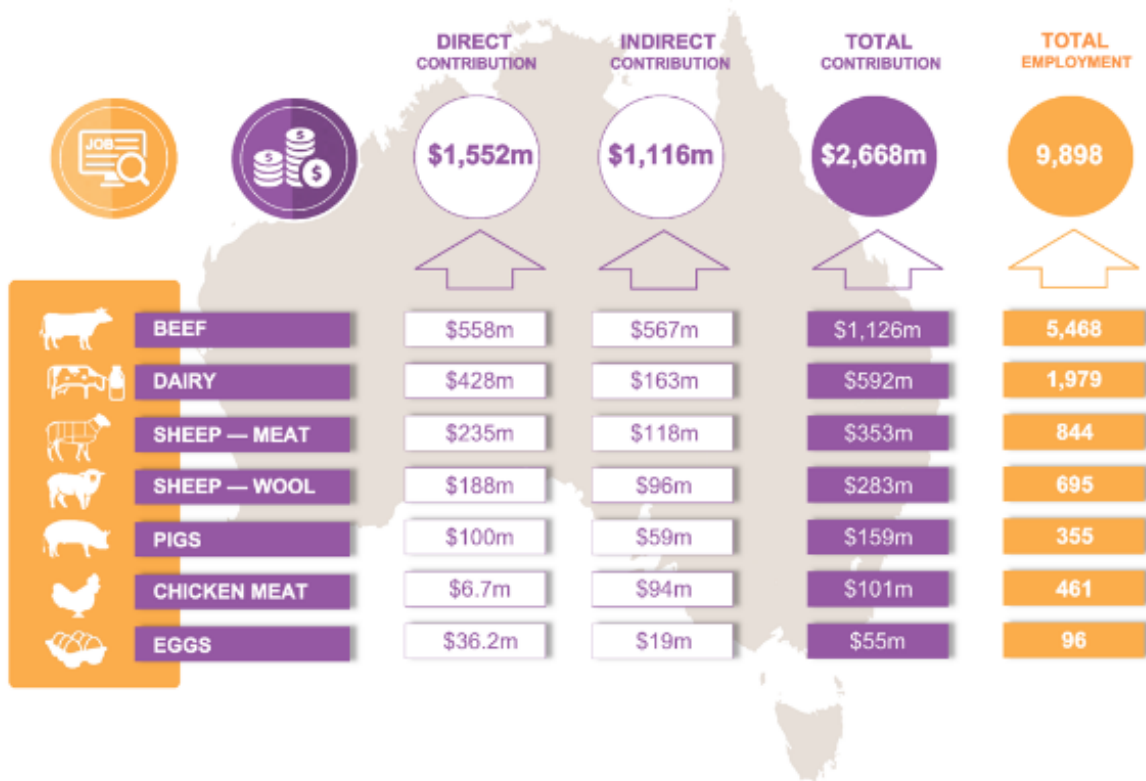 DIRECT CONTRIBUTION
INDIRECT CONTRIBUTION
TOTAL CONTRIBUTION
TOTAL EMPLOYMENT
JOB
$ $ $ $
$1,552m $1,116m $2,668m 9,898
BEEF $558m $567m $1,126m 5,468
DAIRY $428m $163m $592m 1,979
SHEEP — MEAT $235m $118m $353m 844
SHEEP — WOOL $188m $96m $283m 695
PIGS $100m $59m $159m 355
CHICKEN MEAT $6.7m $94m $101m 461
EGGS $36.2m $19m $55m 96